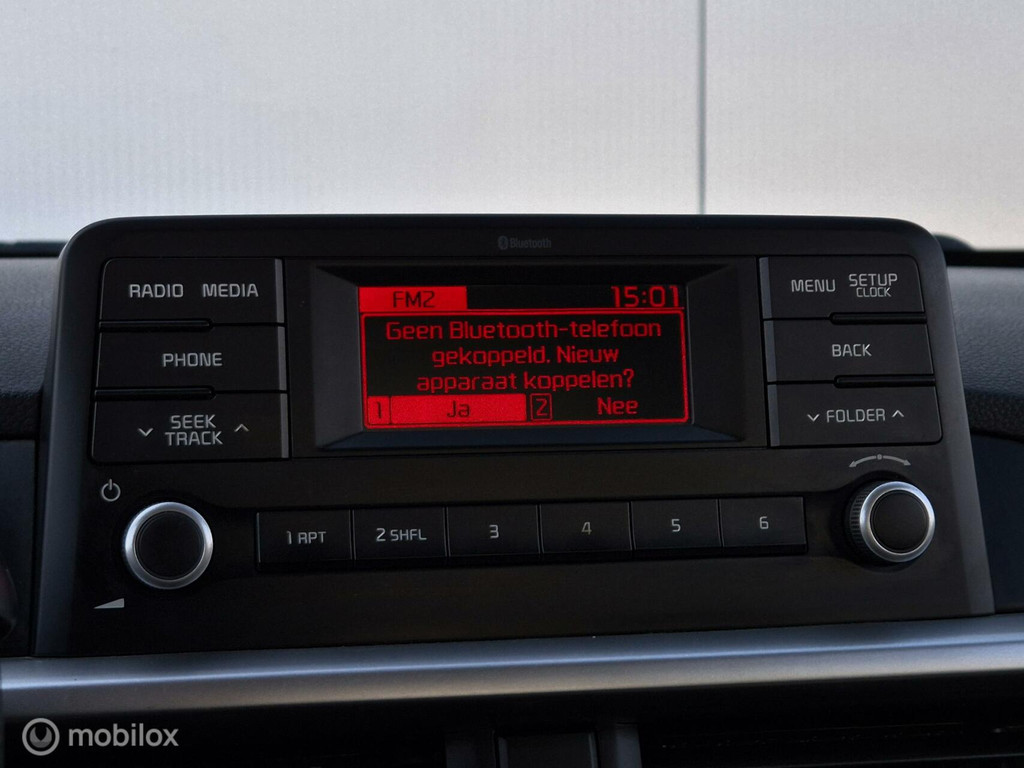 Bluetooth
RADIO MEDIA
PHONE
SEEK
TRACK
FM2 15:01
Geen Bluetooth-telefoon
gekoppeld. Nieuw
apparaat koppelen?
1 Ja 2 Nee
MENU SETUP
CLOCK
BACK
FOLDER
1 RPT 2 SHFL 3 4 5 6
mobilox